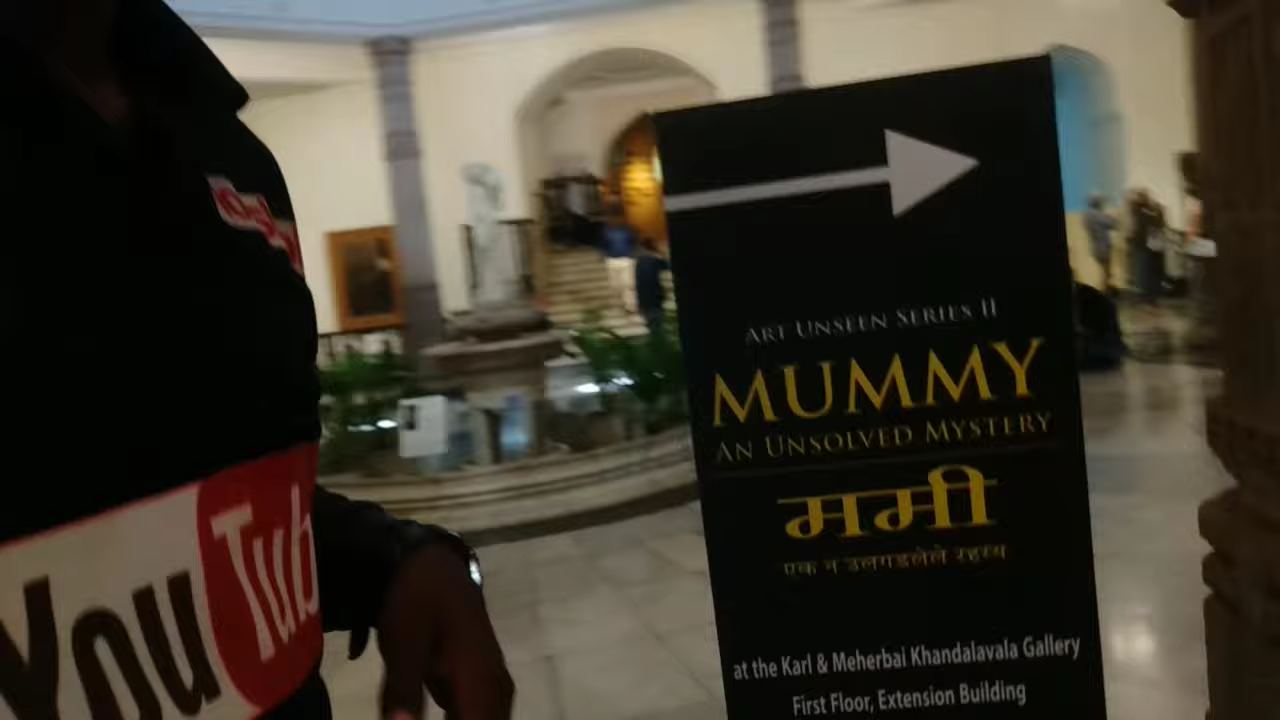 ART UNSEEN SERIES II
MUMMY
AN UNSOLVED MYSTERY
ममी
एक न उलगडलेले रहस्य
at the Karl & Meherbai Khandalavala Gallery
First Floor, Extension Building
YouTub